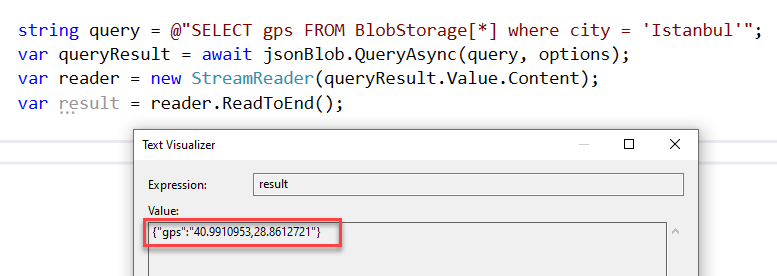 string query = @"SELECT gps FROM BlobStorage[*] where city = 'Istanbul'";
var queryResult = await jsonBlob.QueryAsync(query, options);
var reader = new StreamReader(queryResult.Value.Content);
var result = reader.ReadToEnd();
Text Visualizer
Expression: result
Value:
{"gps":"40.9910953,28.8612721"}